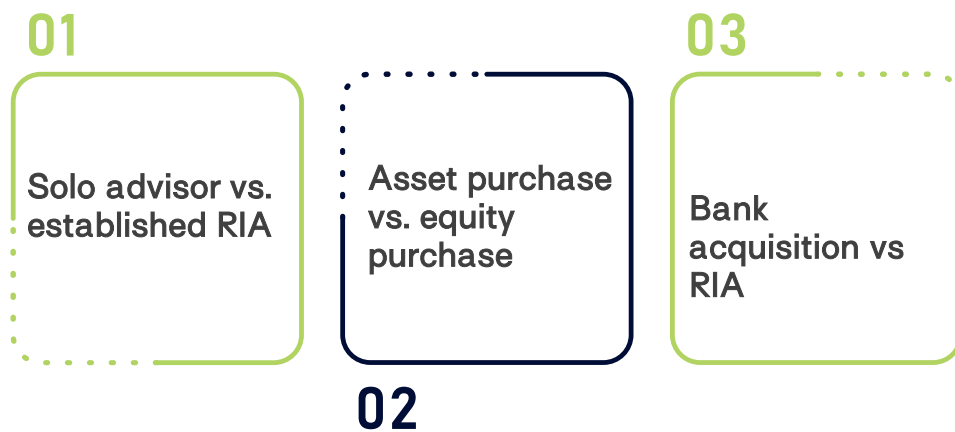 01
Solo advisor vs.
established RIA
02
Asset purchase
vs. equity
purchase
03
Bank
acquisition vs
RIA